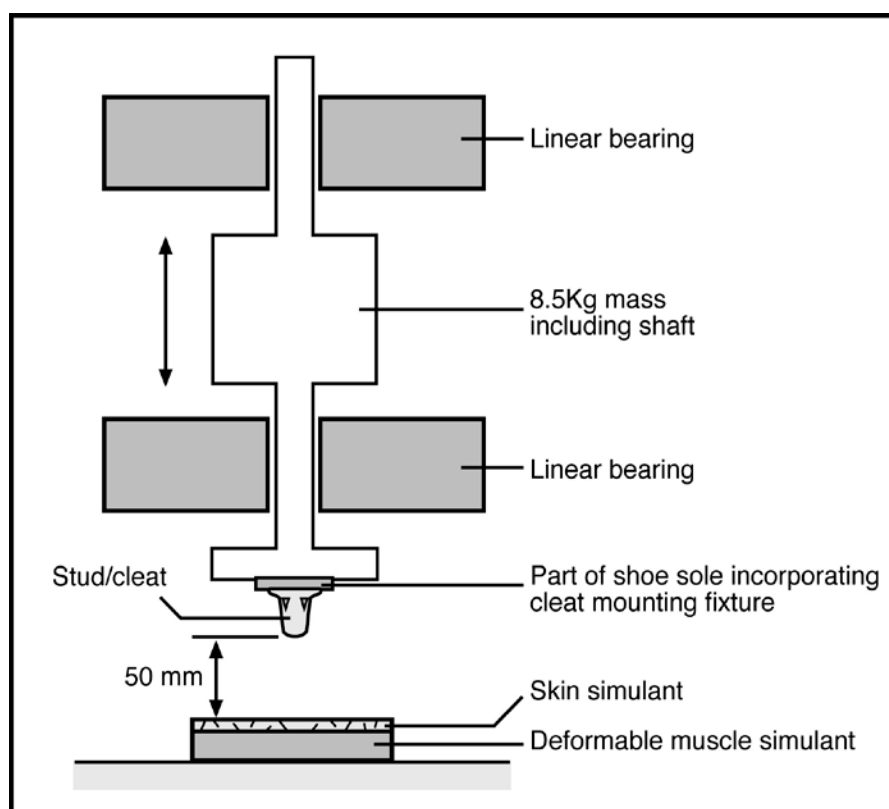 Linear bearing
8.5Kg mass
including shaft
Linear bearing
Stud/cleat
Part of shoe sole incorporating
cleat mounting fixture
50 mm
Skin simulant
Deformable muscle simulant